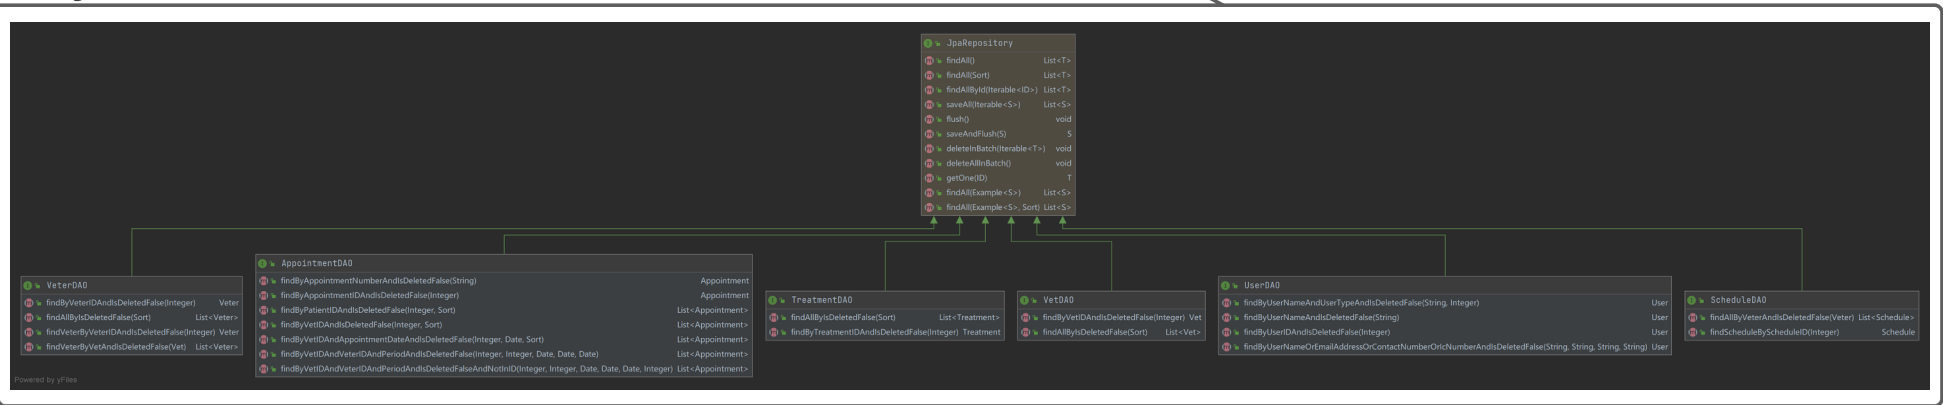 JpaRepository
findAll() List<T>
findAll(Sort) List<T>
findAllById(Iterable<ID>) List<T>
saveAll(Iterable<S>) List<S>
flush() void
saveAndFlush(S) S
deleteInBatch(Iterable<T>) void
deleteAllInBatch() void
getOne(ID) T
findAll(Example<S>) List<S>
findAll(Example<S>, Sort) List<S>
VeterDAO
findByVeterIDAndIsDeletedFalse(Integer) Veter
findAllByIsDeletedFalse(Sort) List<Veter>
findVeterByVeterIDAndIsDeletedFalse(Integer) Veter
findVeterByVetAndIsDeletedFalse(Vet) List<Veter>
AppointmentDAO
findByAppointmentNumberAndIsDeletedFalse(String) Appointment
findByAppointmentIDAndIsDeletedFalse(Integer) Appointment
findByPatientIDAndIsDeletedFalse(Integer, Sort) List<Appointment>
findByVetIDAndIsDeletedFalse(Integer, Sort) List<Appointment>
findByVetIDAndAppointmentDateAndIsDeletedFalse(Integer, Date, Sort) List<Appointment>
findByVetIDAndVeterIDAndPeriodAndIsDeletedFalse(Integer, Integer, Date, Date, Date) List<Appointment>
findByVetIDAndVeterIDAndPeriodAndIsDeletedFalseAndNotInID(Integer, Integer, Date, Date, Date, Integer) List<Appointment>
TreatmentDAO
findAllByIsDeletedFalse(Sort) List<Treatment>
findByTreatmentIDAndIsDeletedFalse(Integer) Treatment
VetDAO
findByVetIDAndIsDeletedFalse(Integer) Vet
findAllByIsDeletedFalse(Sort) List<Vet>
UserDAO
findByUserNameAndUserTypeAndIsDeletedFalse(String, Integer) User
findByUserNameAndIsDeletedFalse(String) User
findByUserIDAndIsDeletedFalse(Integer) User
findByUserNameOrEmailAddressOrContactNumberOrIcNumberAndIsDeletedFalse(String, String, String, String) User
ScheduleDAO
findAllByVeterAndIsDeletedFalse(Veter) List<Schedule>
findScheduleByScheduleID(Integer) Schedule
Powered by yFiles